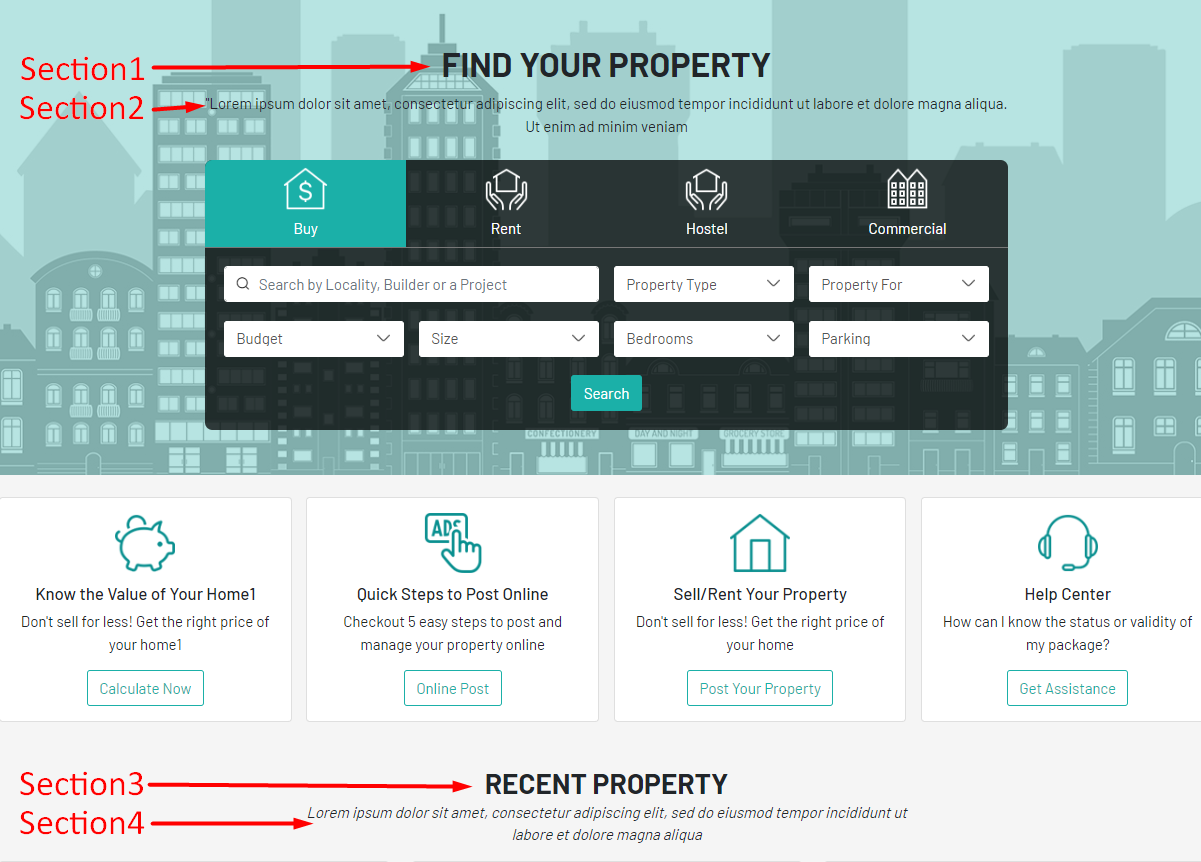 Section1
FIND YOUR PROPERTY
Section2
"Lorem ipsum dolor sit amet, consectetur adipiscing elit, sed do eiusmod tempor incididunt ut labore et dolore magna aliqua.
Ut enim ad minim veniam
Buy
Rent
Hostel
Commercial
Search by Locality, Builder or a Project
Property Type
Property For
Budget
Size
Bedrooms
Parking
Search
CONFECTIONERY
DAY AND NIGHT
GROCERY STORE
ADS
Know the Value of Your Home1
Don't sell for less! Get the right price of
your home1
Calculate Now
Quick Steps to Post Online
Checkout 5 easy steps to post and
manage your property online
Online Post
Sell/Rent Your Property
Don't sell for less! Get the right price of
your home
Post Your Property
Help Center
How can I know the status or validity of
my package?
Get Assistance
Section3
RECENT PROPERTY
Section4
Lorem ipsum dolor sit amet, consectetur adipiscing elit, sed do eiusmod tempor incididunt ut
labore et dolore magna aliqua